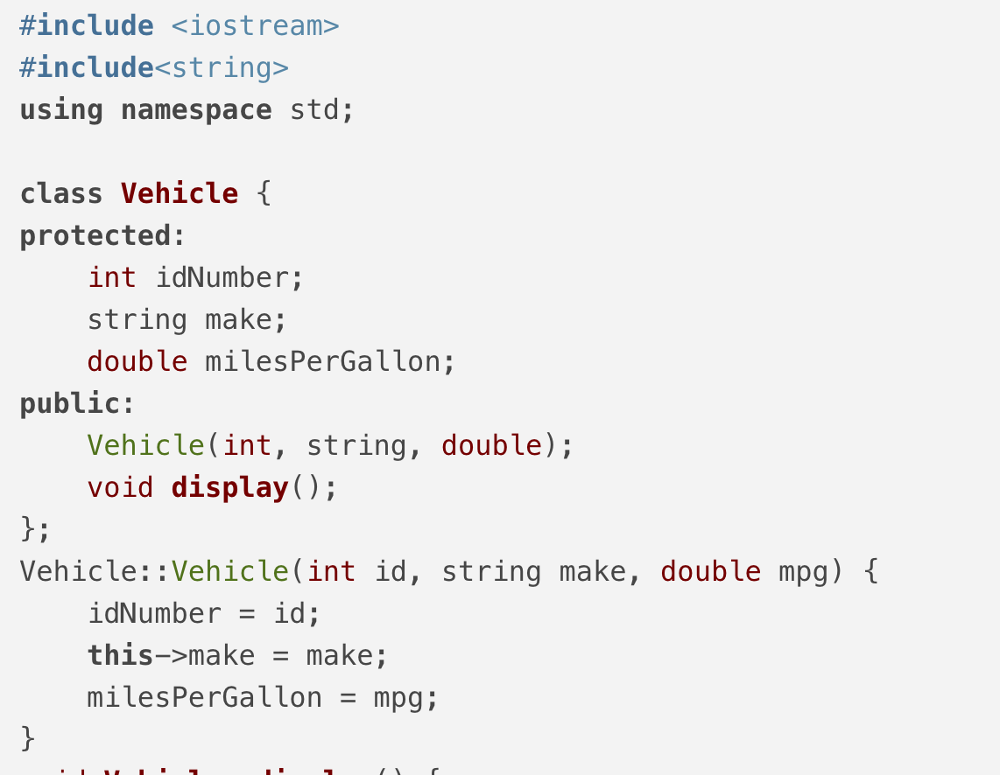 #include <iostream>
#include<string>
using namespace std;
class Vehicle {
protected:
    int idNumber;
    string make;
    double milesPerGallon;
public:
    Vehicle(int, string, double);
    void display();
};
Vehicle::Vehicle(int id, string make, double mpg) {
    idNumber = id;
    this->make = make;
    milesPerGallon = mpg;
}